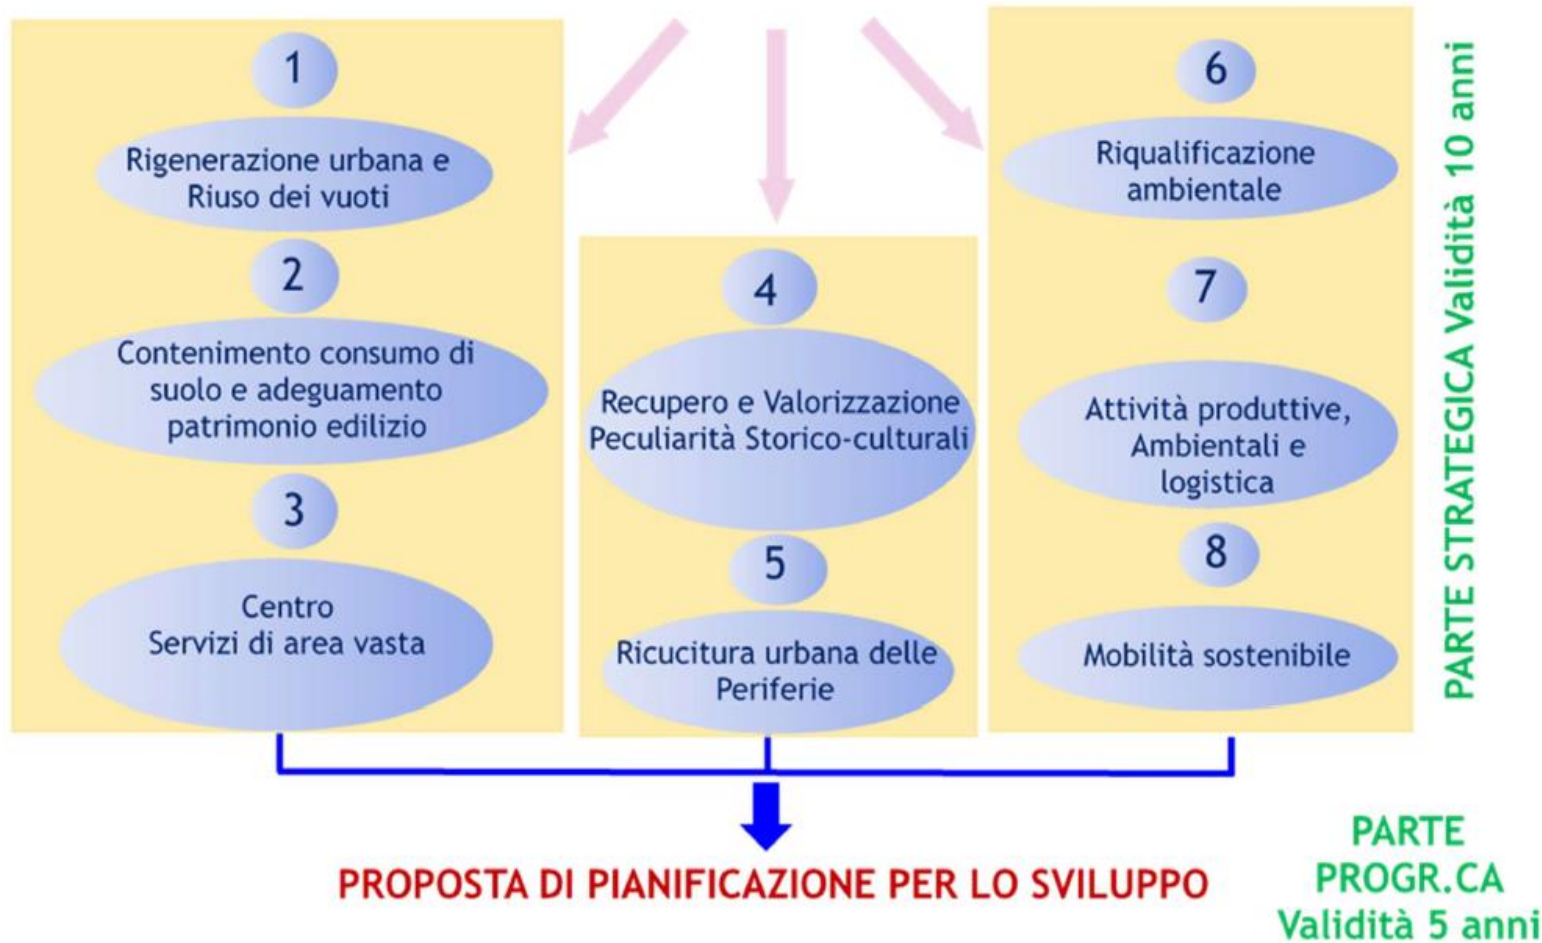 1
Rigenerazione urbana e
Riuso dei vuoti
2
Contenimento consumo di
suolo e adeguamento
patrimonio edilizio
3
Centro
Servizi di area vasta
4
Recupero e Valorizzazione
Peculiarità Storico-culturali
5
Ricucitura urbana delle
Periferie
6
Riqualificazione
ambientale
7
Attività produttive,
Ambientali e
logistica
8
Mobilità sostenibile
PARTE STRATEGICA Validità 10 anni
PROPOSTA DI PIANIFICAZIONE PER LO SVILUPPO
PARTE
PROGR.CA
Validità 5 anni